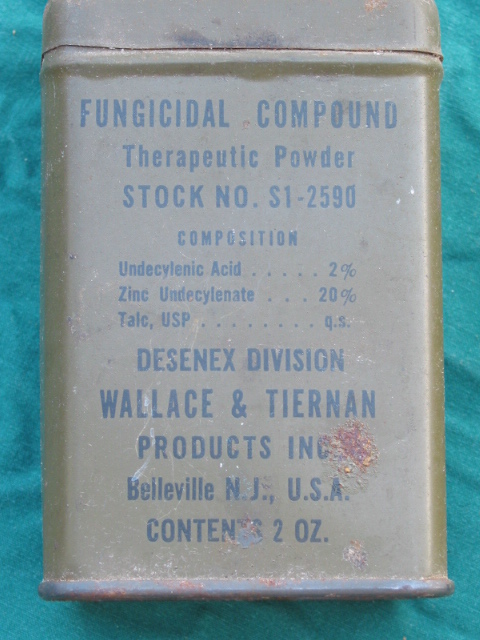 FUNGICIDAL COMPOUND
Therapeutic Powder
STOCK NO. S1-2590
COMPOSITION
Undecylenic Acid . . . . . 2%
Zinc Undecylenate . . . 20%
Talc, USP . . . . . . . . q.s.
DESENEX DIVISION
WALLACE & TIERNAN
PRODUCTS INC
Belleville N.J., U.S.A.
CONTENTS 2 OZ.